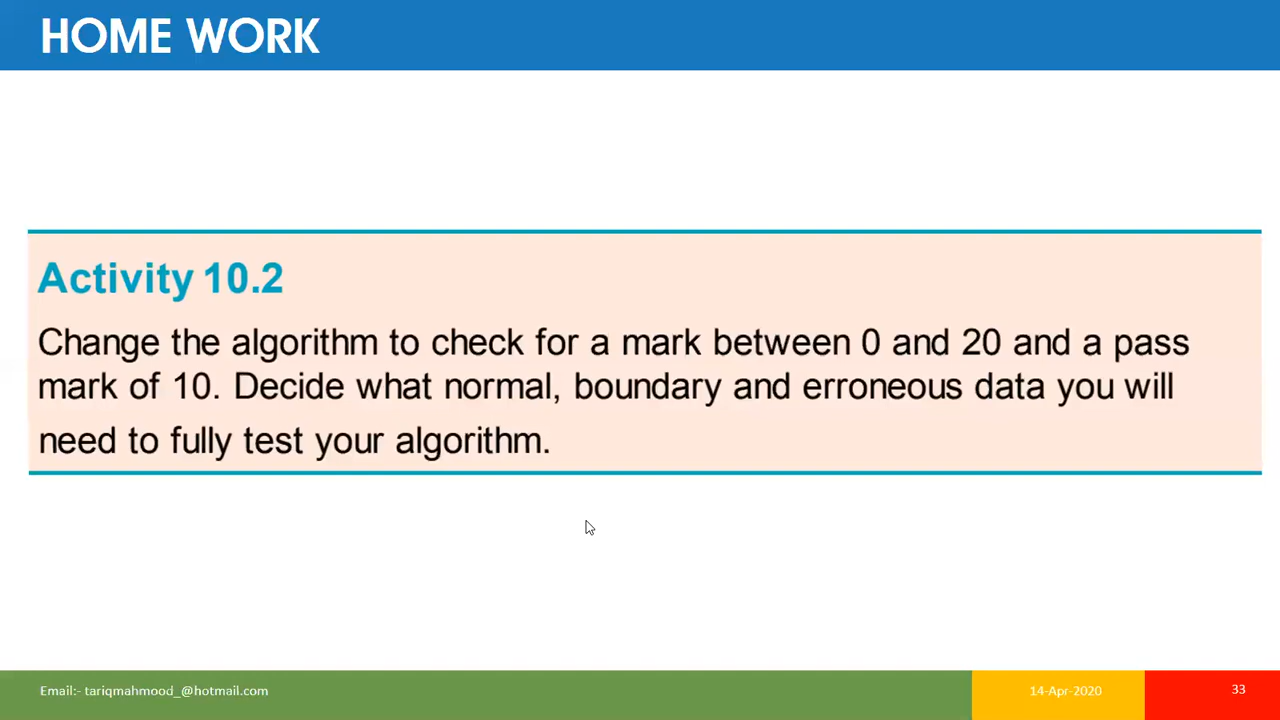 HOME WORK
Activity 10.2
Change the algorithm to check for a mark between 0 and 20 and a pass
mark of 10. Decide what normal, boundary and erroneous data you will
need to fully test your algorithm.
Email:- tariqmahmood_@hotmail.com
14-Apr-2020
33